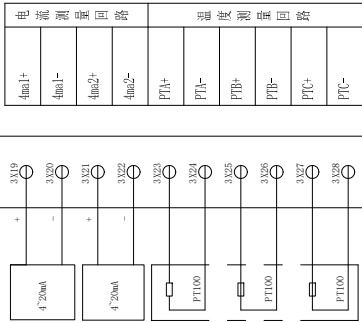 电流测量回路
温度测量回路
4ma1+
4ma1-
4ma2+
4ma2-
PTA+
PTA-
PTB+
PTB-
PTC+
PTC-
3X19
3X20
3X21
3X22
3X23
3X24
3X25
3X26
3X27
3X28
+
-
+
-
4~20mA
4~20mA
PT100
PT100
PT100